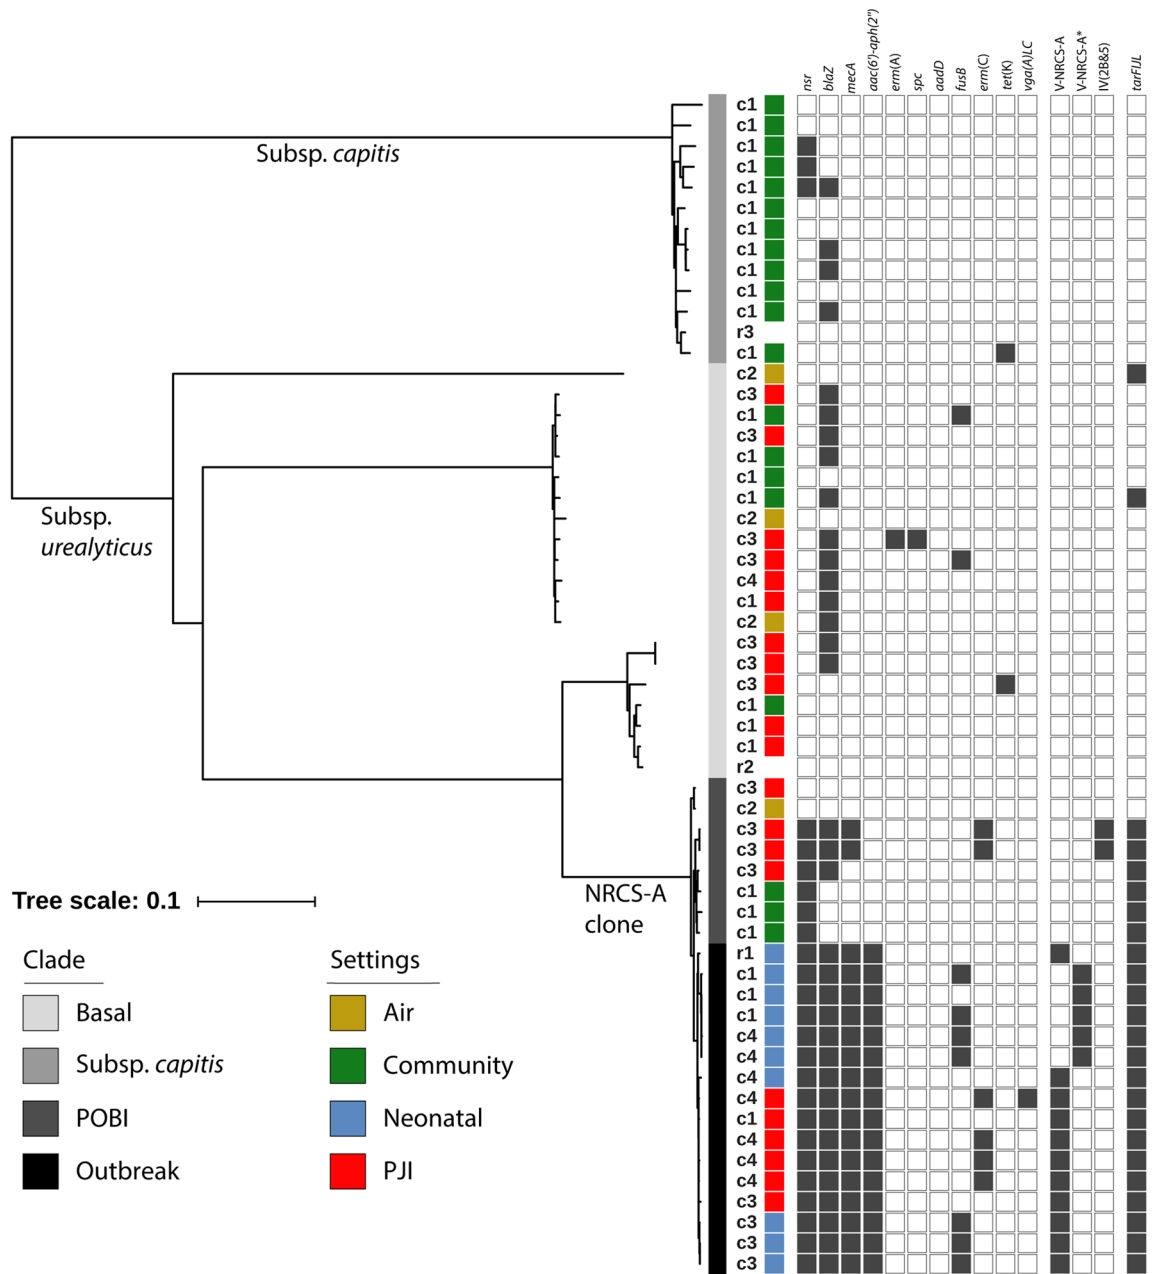 nsr
blaZ
mecA
aac(6')-aph(2'')
erm(A)
spc
aadD
fusB
erm(C)
tet(K)
vga(A)LC
V-NRCS-A
V-NRCS-A*
IV(2B&5)
tarFIJL
c1
c1
c1
c1
c1
c1
c1
c1
c1
c1
c1
r3
c1
c2
c3
c1
c3
c1
c1
c1
c2
c3
c3
c4
c1
c2
c3
c3
c3
c1
c1
c1
r2
c3
c2
c3
c3
c3
c1
c1
c1
r1
c1
c1
c1
c4
c4
c4
c4
c1
c4
c4
c4
c3
c3
c3
c3
Subsp. capitis
Subsp.
urealyticus
NRCS-A
clone
Tree scale: 0.1
Clade
Basal
Subsp. capitis
POBI
Outbreak
Settings
Air
Community
Neonatal
PJI